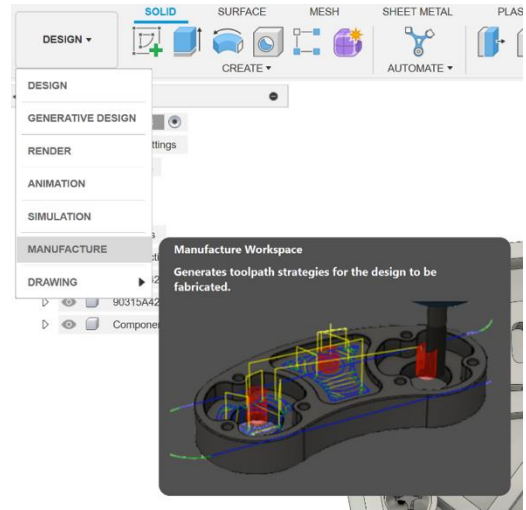 SOLID SURFACE MESH SHEET METAL PLAS
DESIGN
CREATE AUTOMATE
DESIGN
GENERATIVE DESIGN
RENDER
ttings
ANIMATION
SIMULATION
MANUFACTURE
Manufacture Workspace
Generates toolpath strategies for the design to be
fabricated.
DRAWING
90315A42
Componen